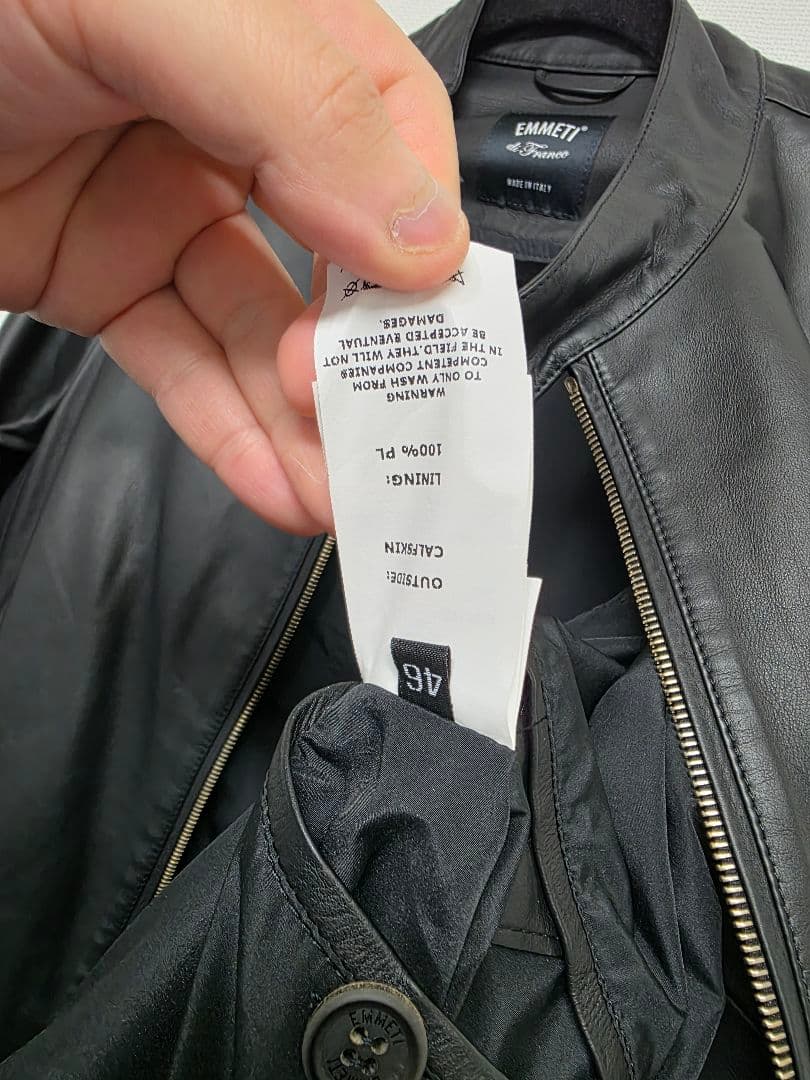 EMMETI®
di Franco
MADE IN ITALY
46
OUTSIDE:
CALFSKIN
LINING:
100% PL
WARNING
TO ONLY WASH FROM
COMPETENT COMPANIES
IN THE FIELD.THEY WILL NOT
BE ACCEPTED EVENTUAL
DAMAGES.
EMMETI